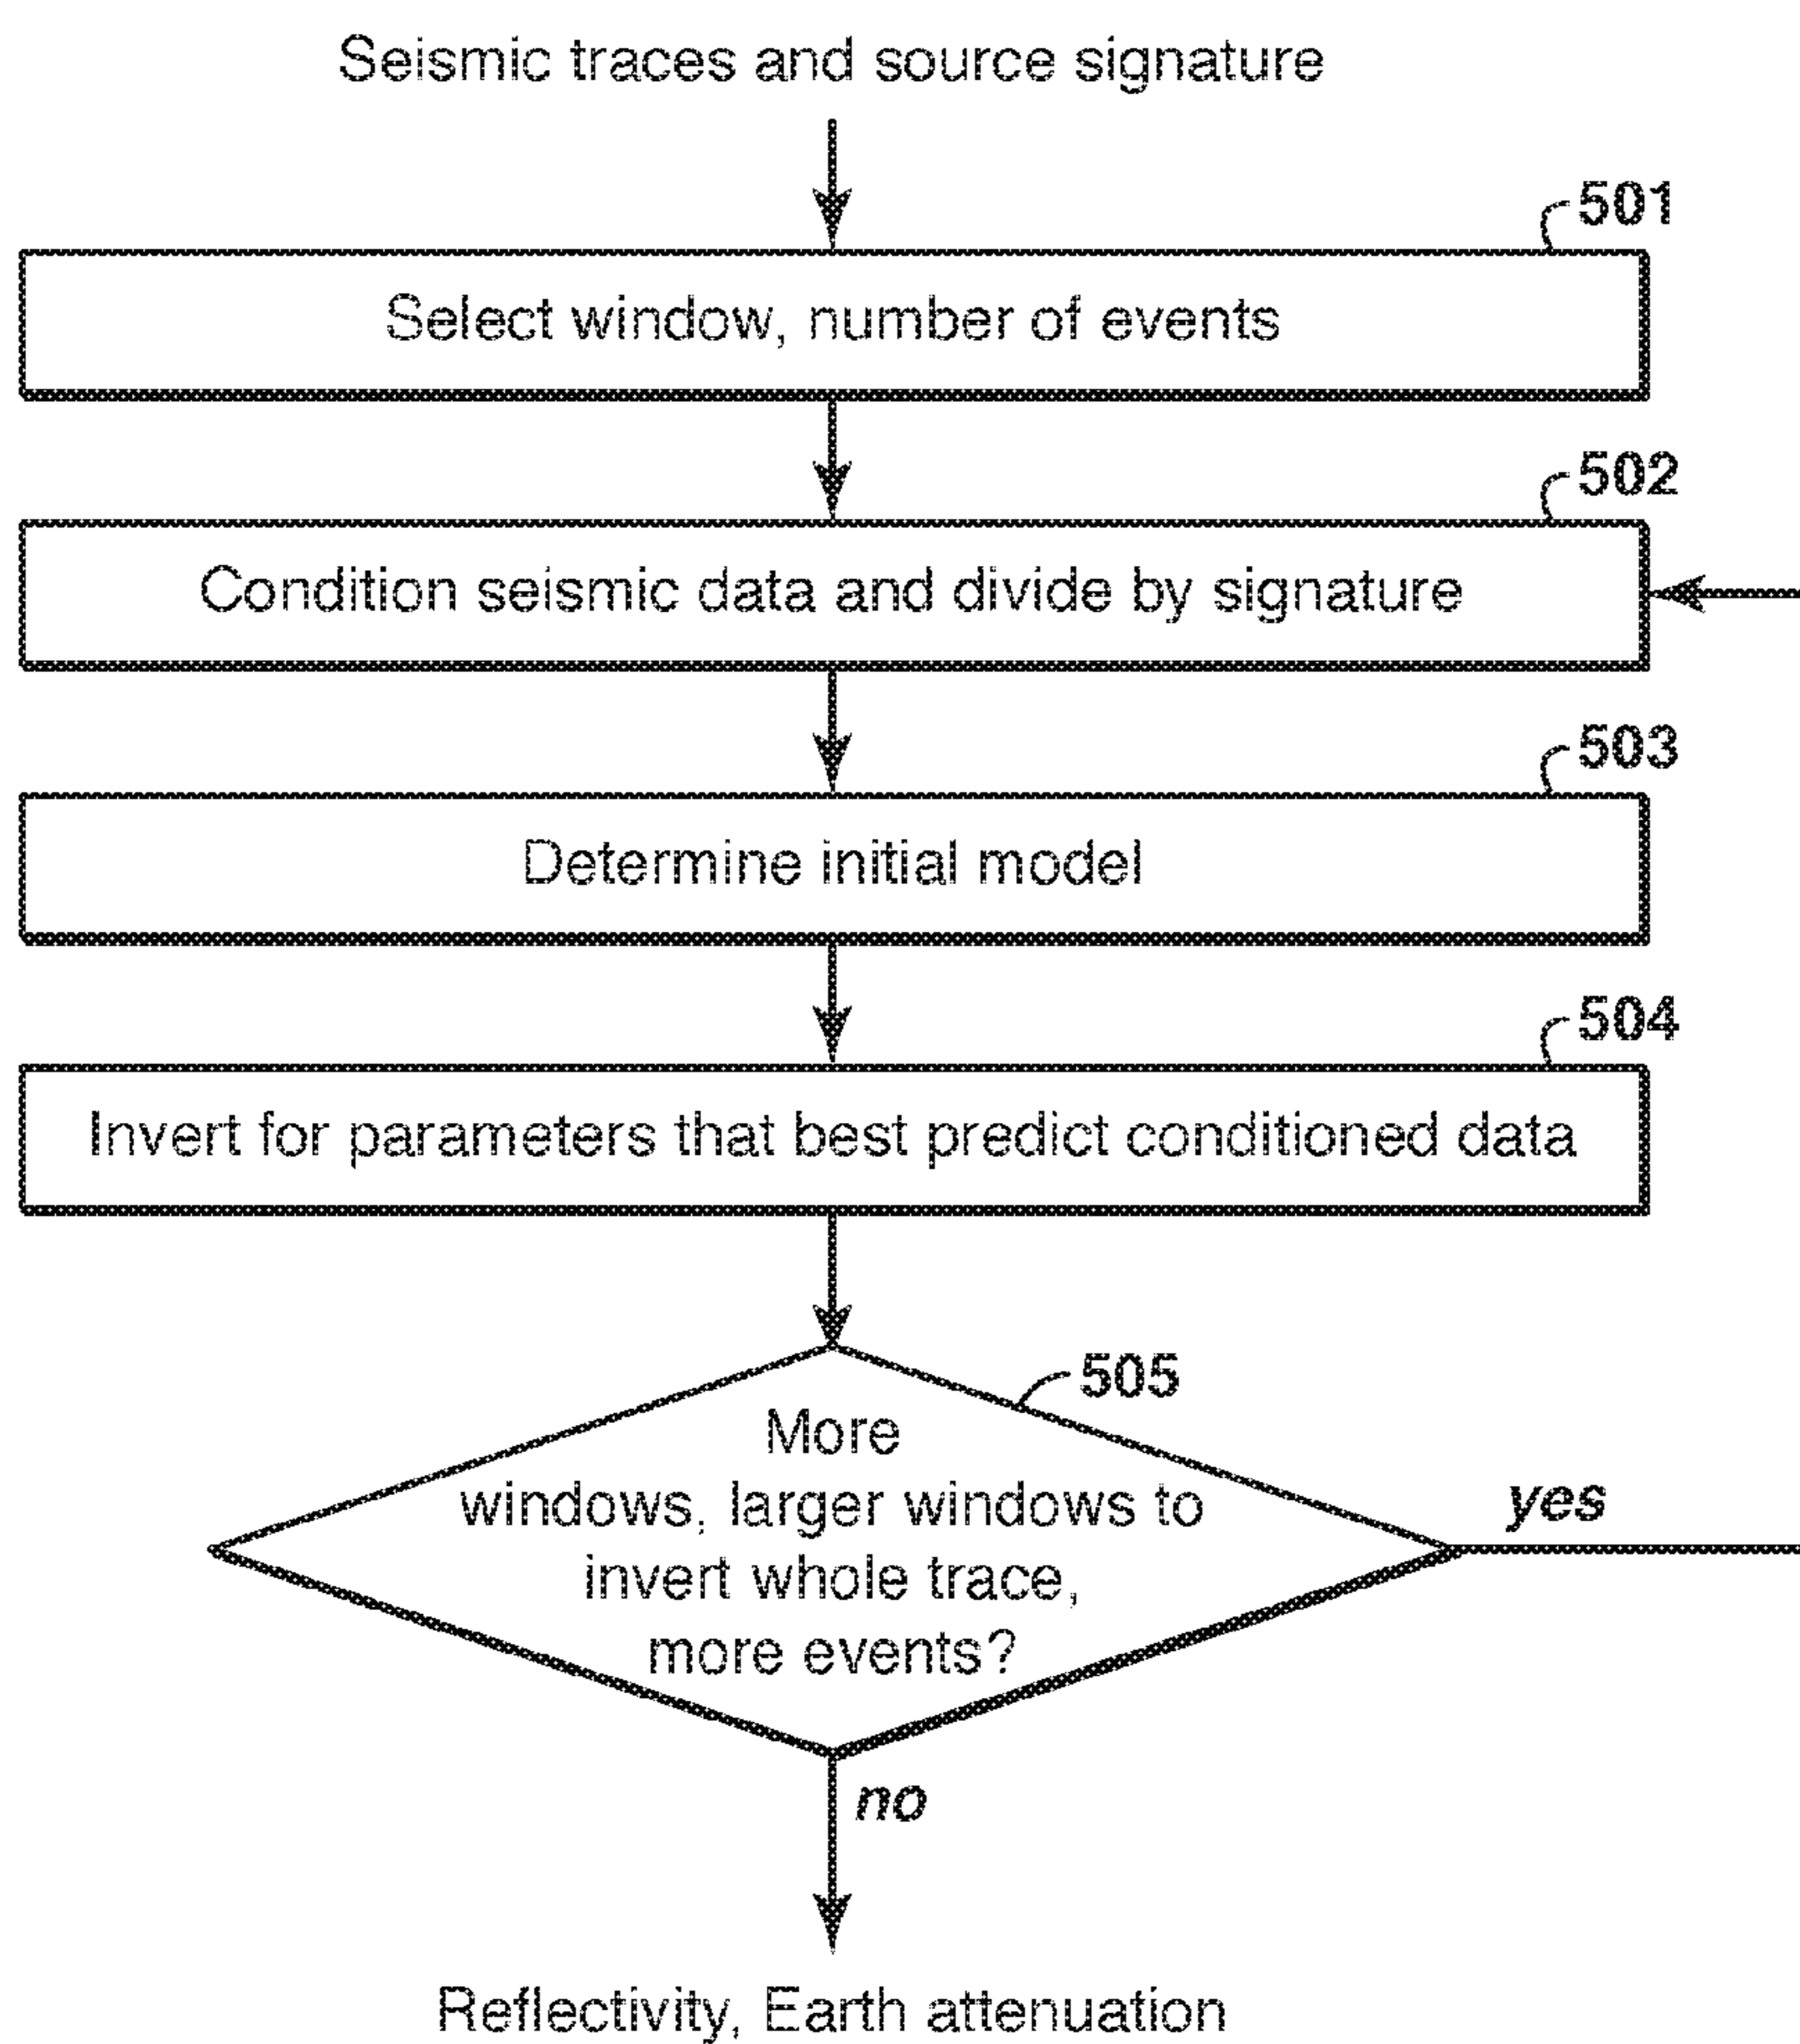 Seismic traces and source signature
501
Select window, number of events
502
Condition seismic data and divide by signature
503
Determine initial model
504
Invert for parameters that best predict conditioned data
505
More
windows, larger windows to
invert whole trace,
more events?
yes
no
Reflectivity, Earth attenuation